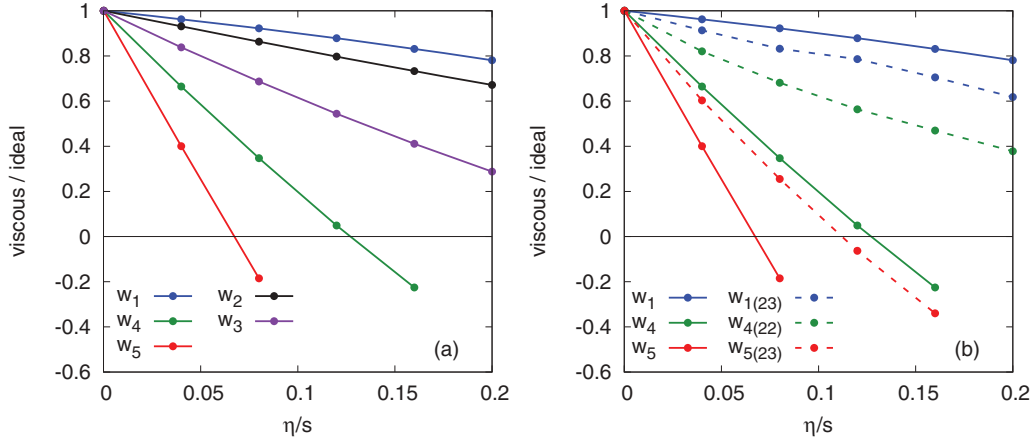 viscous / ideal
1
0.8
0.6
0.4
0.2
0
-0.2
-0.4
-0.6
0 0.05 0.1 0.15 0.2
η/s
w1 w2
w4 w3
w5
(a)
viscous / ideal
1
0.8
0.6
0.4
0.2
0
-0.2
-0.4
-0.6
0 0.05 0.1 0.15 0.2
η/s
w1 w1(23)
w4 w4(22)
w5 w5(23)
(b)